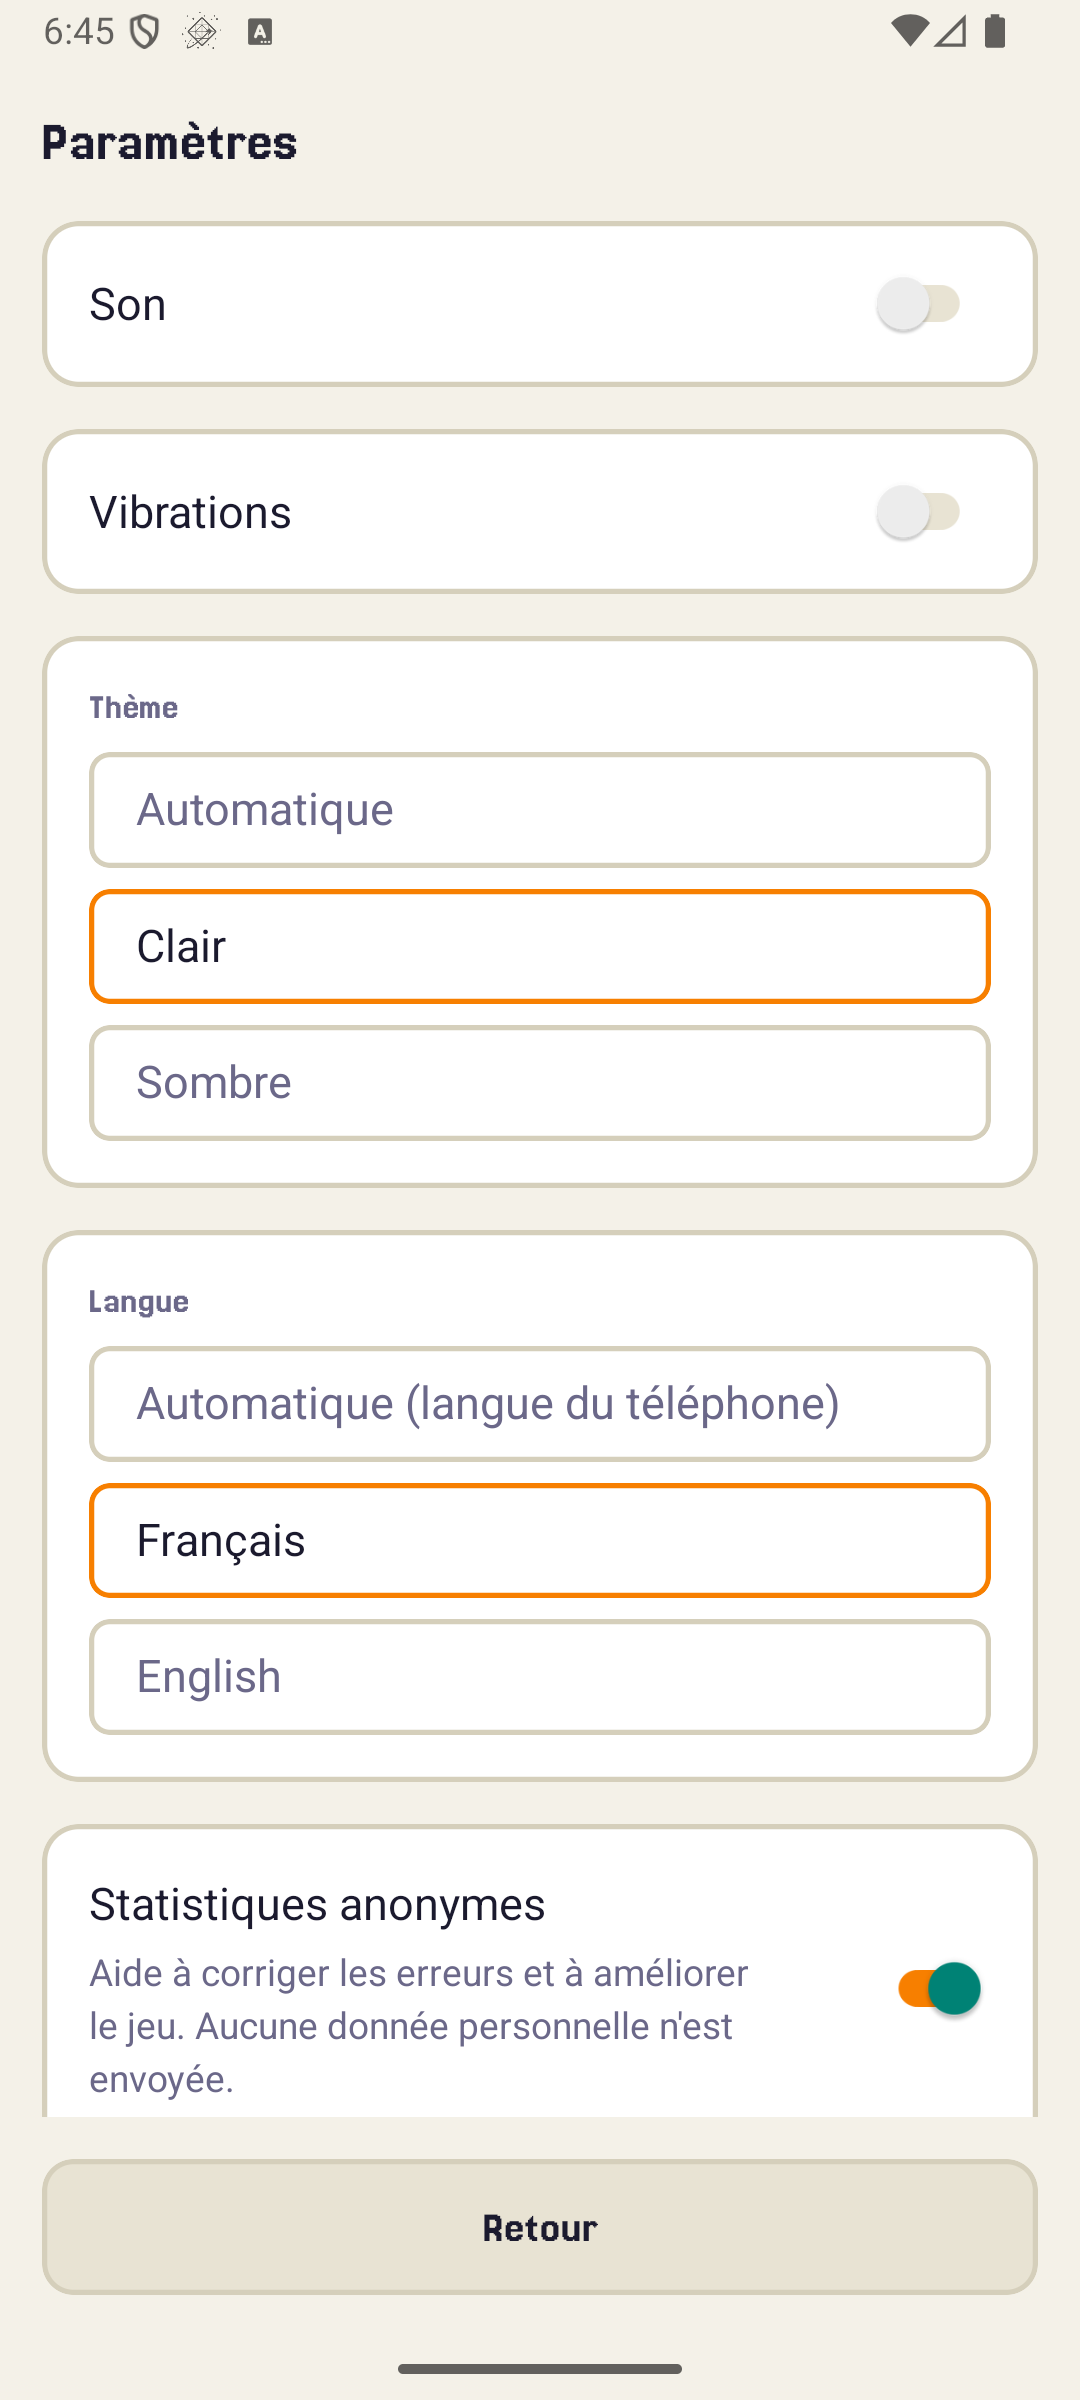 6:45
Paramètres
Son
Vibrations
Thème
Automatique
Clair
Sombre
Langue
Automatique (langue du téléphone)
Français
English
Statistiques anonymes
Aide à corriger les erreurs et à améliorer
le jeu. Aucune donnée personnelle n'est
envoyée.
Retour